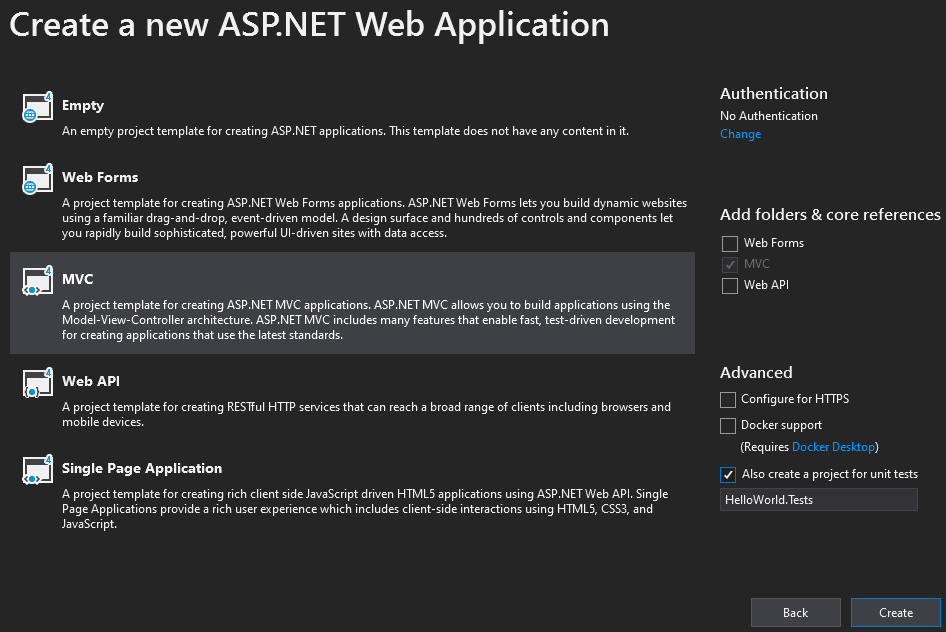 Create a new ASP.NET Web Application
Empty
An empty project template for creating ASP.NET applications. This template does not have any content in it.
Web Forms
A project template for creating ASP.NET Web Forms applications. ASP.NET Web Forms lets you build dynamic websites
using a familiar drag-and-drop, event-driven model. A design surface and hundreds of controls and components let
you rapidly build sophisticated, powerful UI-driven sites with data access.
MVC
A project template for creating ASP.NET MVC applications. ASP.NET MVC allows you to build applications using the
Model-View-Controller architecture. ASP.NET MVC includes many features that enable fast, test-driven development
for creating applications that use the latest standards.
Web API
A project template for creating RESTful HTTP services that can reach a broad range of clients including browsers and
mobile devices.
Single Page Application
A project template for creating rich client side JavaScript driven HTML5 applications using ASP.NET Web API. Single
Page Applications provide a rich user experience which includes client-side interactions using HTML5, CSS3, and
JavaScript.
Authentication
No Authentication
Change
Add folders & core references
Web Forms
MVC
Web API
Advanced
Configure for HTTPS
Docker support
(Requires Docker Desktop)
Also create a project for unit tests
HelloWorld.Tests
Back
Create